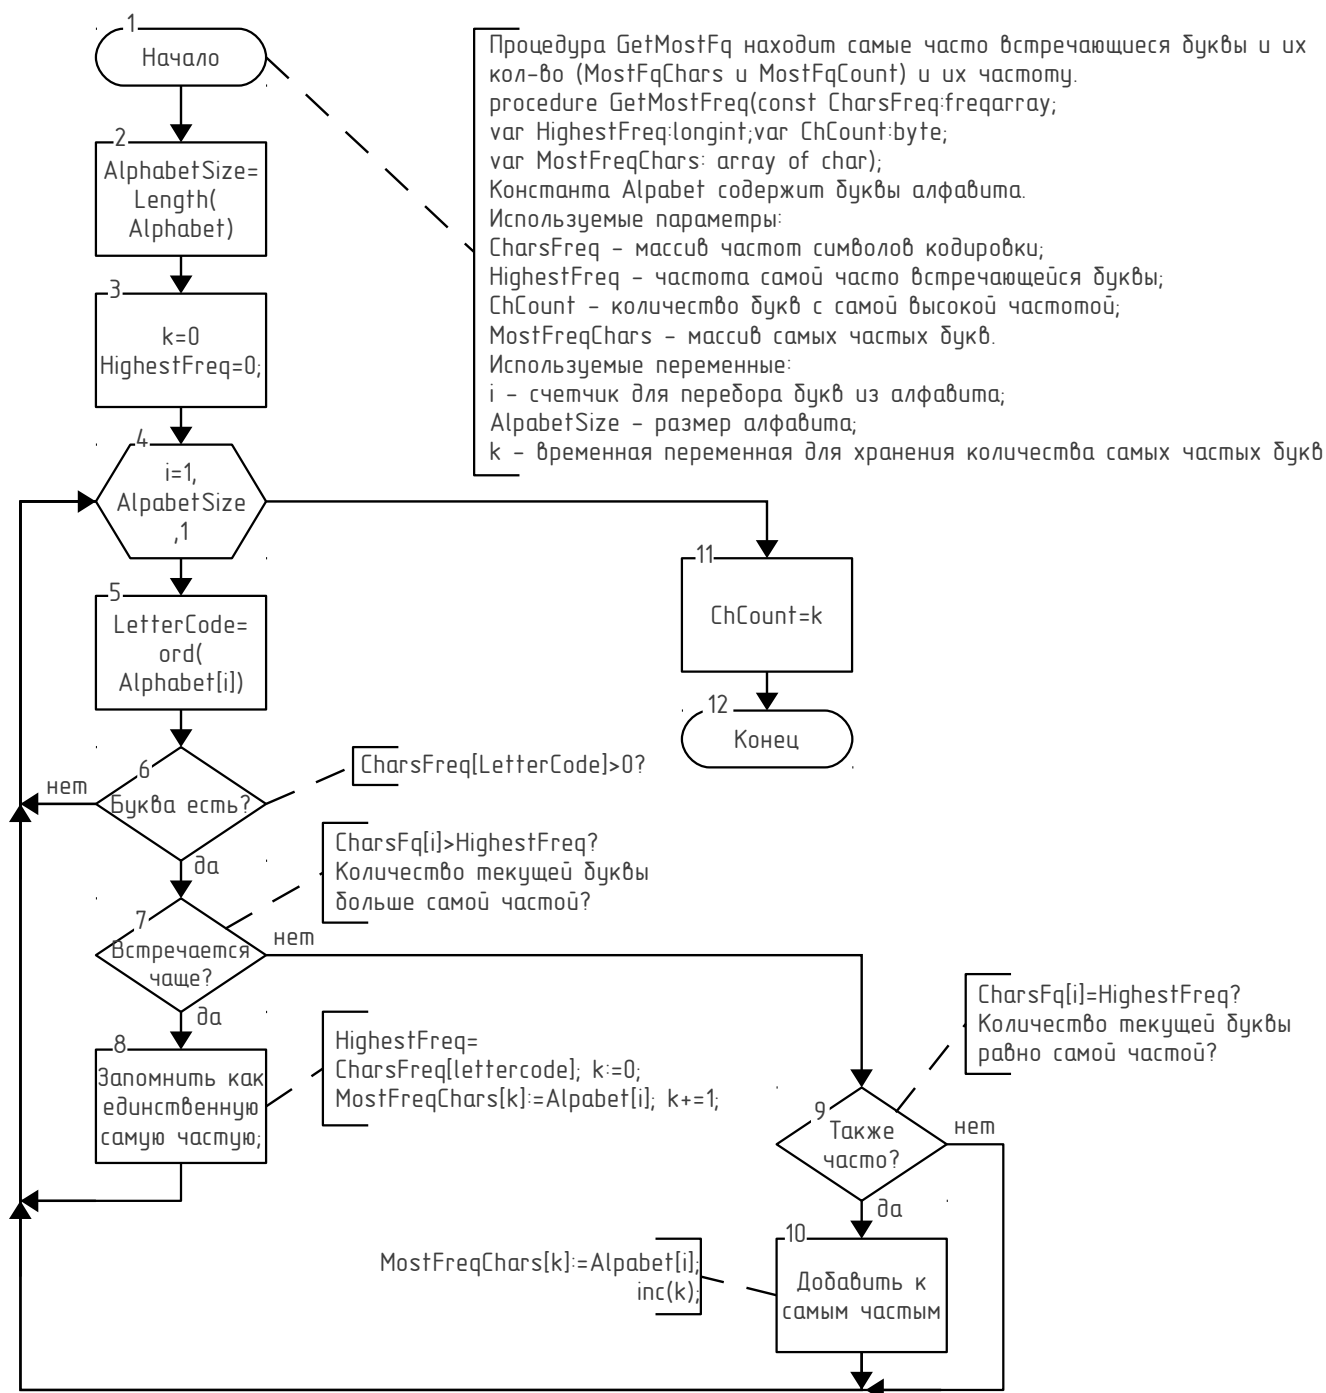 1
Начало
Процедура GetMostFq находит самые часто встречающиеся буквы и их
кол-во (MostFqChars и MostFqCount) и их частоту.
procedure GetMostFreq(const CharsFreq:freqarray;
var HighestFreq:longint;var ChCount:byte;
var MostFreqChars: array of char);
Константа Alpabet содержит буквы алфавита.
Используемые параметры:
CharsFreq – массив частот символов кодировки;
HighestFreq – частота самой часто встречающейся буквы;
ChCount – количество букв с самой высокой частотой;
MostFreqChars – массив самых частых букв.
Используемые переменные:
i – счетчик для перебора букв из алфавита;
AlpabetSize – размер алфавита;
k – временная переменная для хранения количества самых частых букв
2
AlphabetSize=
Length(
Alphabet)
3
k=0
HighestFreq=0;
4
i=1,
AlpabetSize
,1
5
LetterCode=
ord(
Alphabet[i])
11
ChCount=k
12
Конец
6
Буква есть?
нет
да
CharsFreq[LetterCode]>0?
CharsFq[i]>HighestFreq?
Количество текущей буквы
больше самой частой?
7
Встречается
чаще?
нет
да
8
Запомнить как
единственную
самую частую;
HighestFreq=
CharsFreq[lettercode]; k:=0;
MostFreqChars[k]:=Alpabet[i]; k+=1;
CharsFq[i]=HighestFreq?
Количество текущей буквы
равно самой частой?
9
Также
часто?
нет
да
10
Добавить к
самым частым
MostFreqChars[k]:=Alpabet[i];
inc(k);